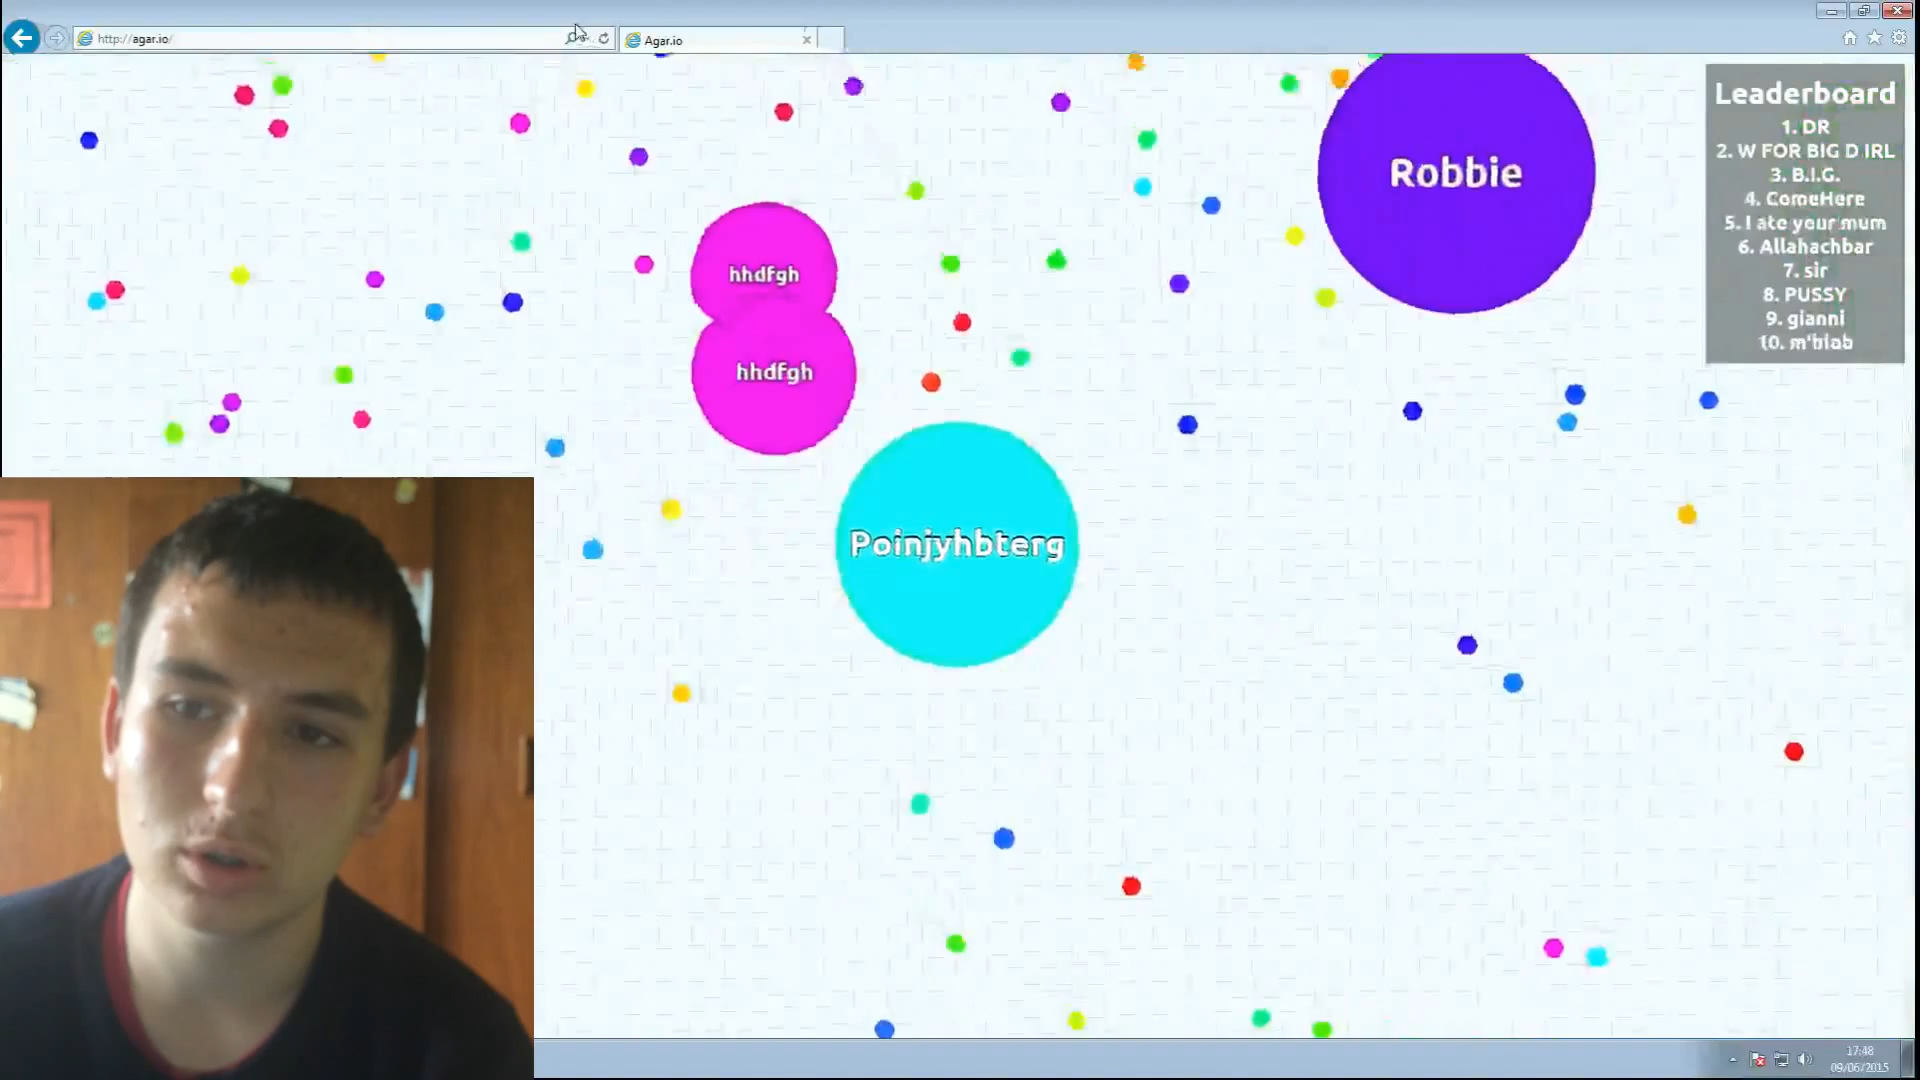 http://agar.io/
Agar.io
Robbie
hhdfgh
hhdfgh
Poinjyhbterg
Leaderboard
1. DR
2. W FOR BIG D IRL
3. B.I.G.
4. ComeHere
5. I ate your mum
6. Allahachbar
7. sir
8. PUSSY
9. gianni
10. m'blab
17:48
09/06/2015